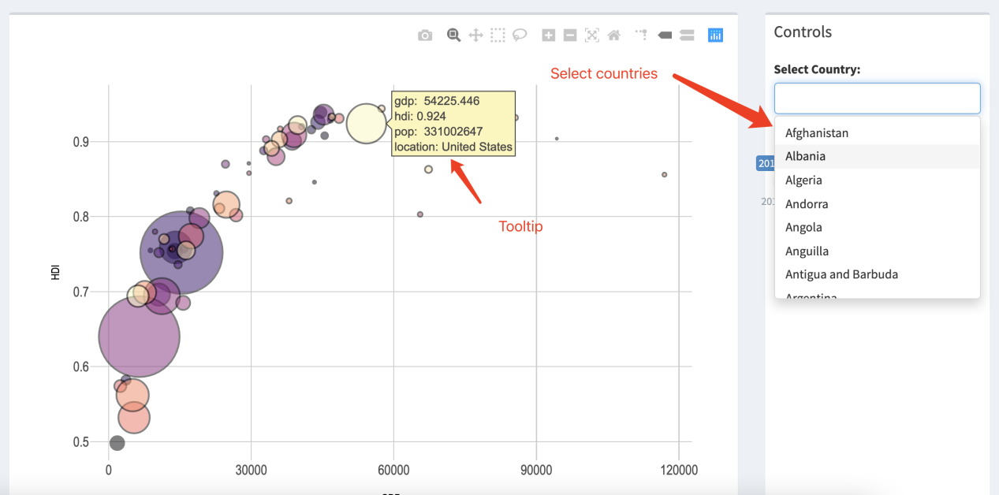 Controls
Select countries
Select Country:
gdp: 54225.446
hdi: 0.924
pop: 331002647
location: United States
Tooltip
Afghanistan
Albania
Algeria
Andorra
Angola
Anguilla
Antigua and Barbuda
Argentina
201
201
HDI
0.9
0.8
0.7
0.6
0.5
0
30000
60000
90000
120000